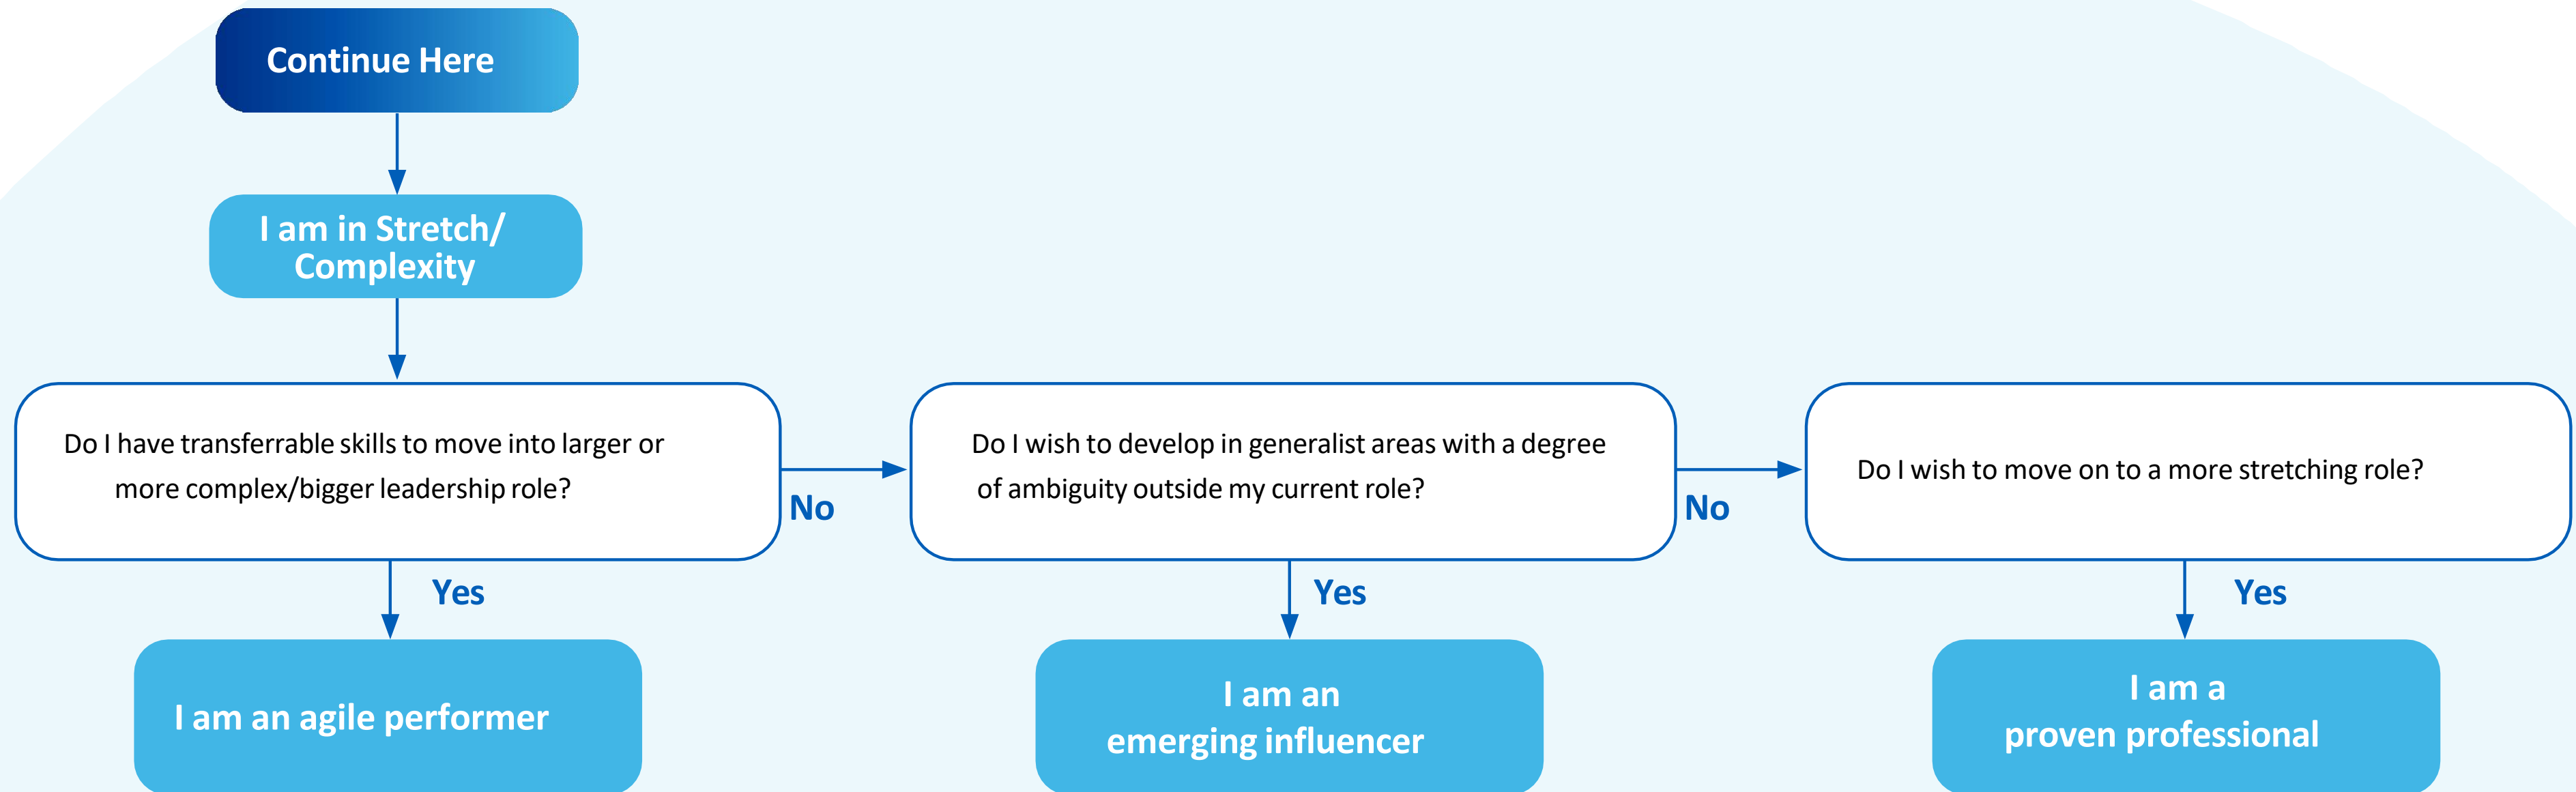 Continue Here
I am in Stretch/
Complexity
Do I have transferrable skills to move into larger or
more complex/bigger leadership role?
No
Do I wish to develop in generalist areas with a degree
of ambiguity outside my current role?
No
Do I wish to move on to a more stretching role?
Yes
Yes
Yes
I am an agile performer
I am an
emerging influencer
I am a
proven professional